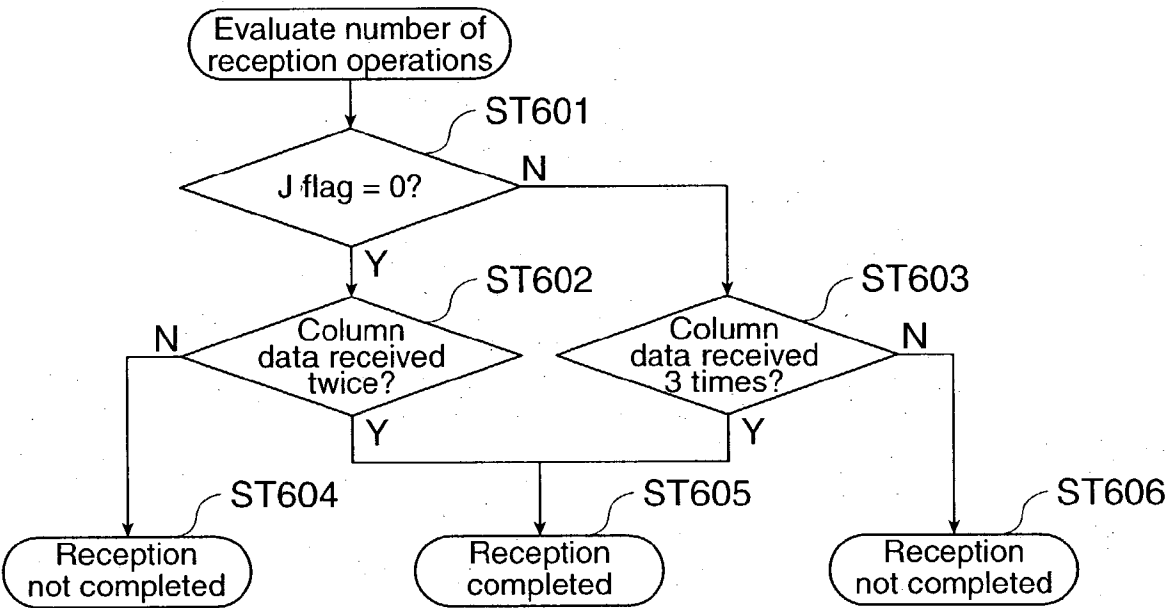 Evaluate number of
reception operations
ST601
J flag = 0?
N
Y
ST602
ST603
N
Column
data received
twice?
Column
data received
3 times?
N
Y
Y
ST604
ST605
ST606
Reception
not completed
Reception
completed
Reception
not completed